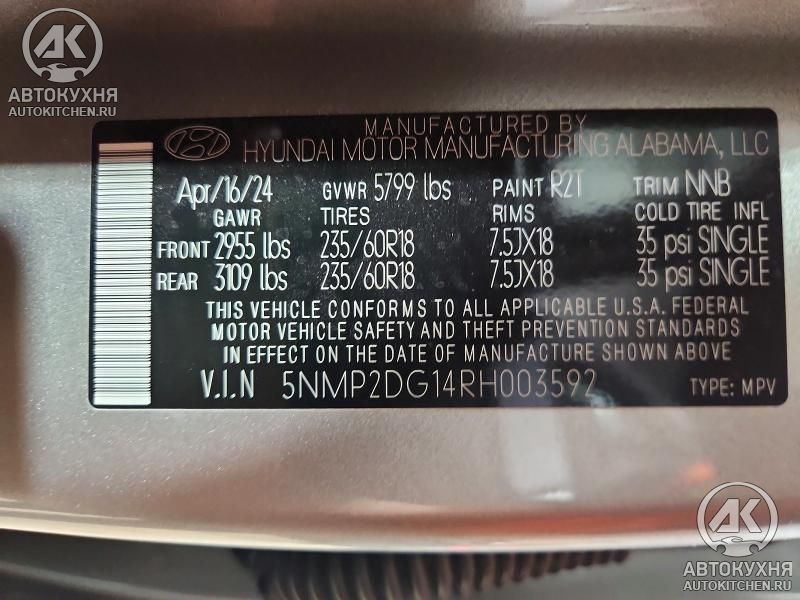 АК
АВТОКУХНЯ
AUTOKITCHEN.RU
MANUFACTURED BY
HYUNDAI MOTOR MANUFACTURING ALABAMA, LLC
Apr/16/24 GVWR 5799 lbs PAINT R2T TRIM NNB
GAWR TIRES RIMS COLD TIRE INFL
FRONT 2955 lbs 235/60R18 7.5JX18 35 psi SINGLE
REAR 3109 lbs 235/60R18 7.5JX18 35 psi SINGLE
THIS VEHICLE CONFORMS TO ALL APPLICABLE U.S.A. FEDERAL
MOTOR VEHICLE SAFETY AND THEFT PREVENTION STANDARDS
IN EFFECT ON THE DATE OF MANUFACTURE SHOWN ABOVE.
V.I.N 5NMP2DG14RH003592 TYPE: MPV
АК
АВТОКУХНЯ
AUTOKITCHEN.RU